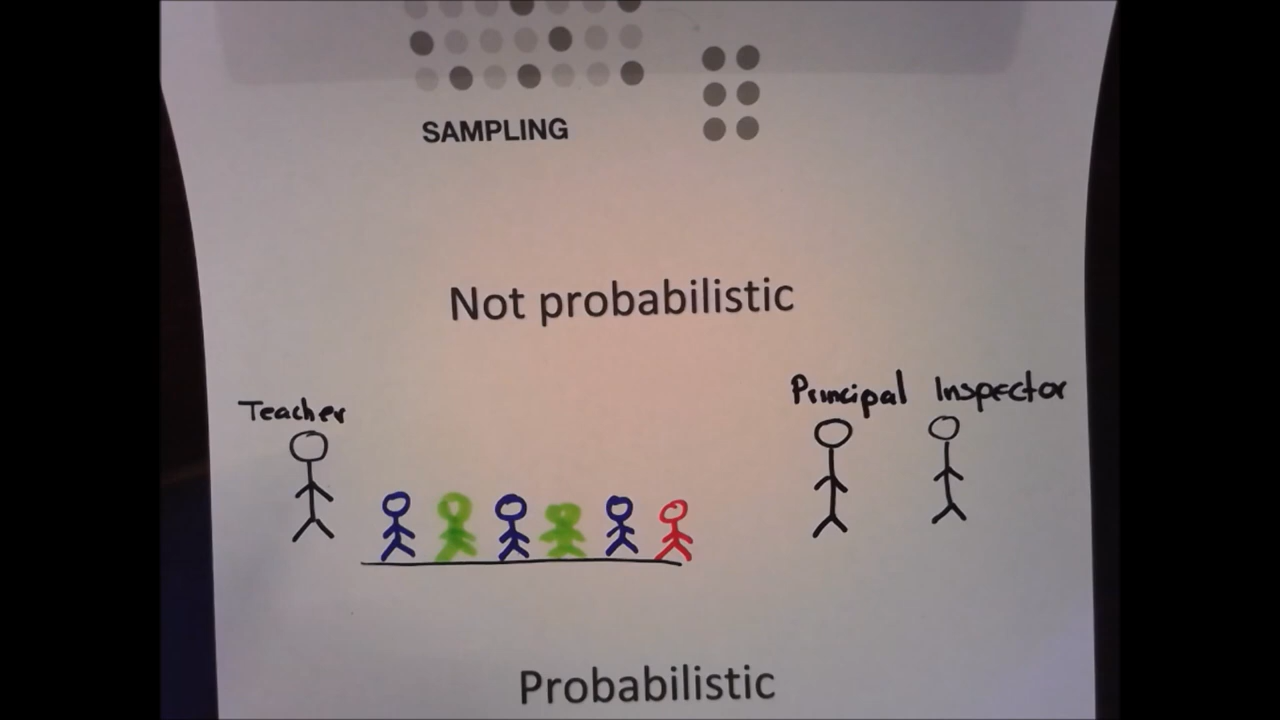 SAMPLING
Not probabilistic
Teacher
Principal Inspector
Probabilistic